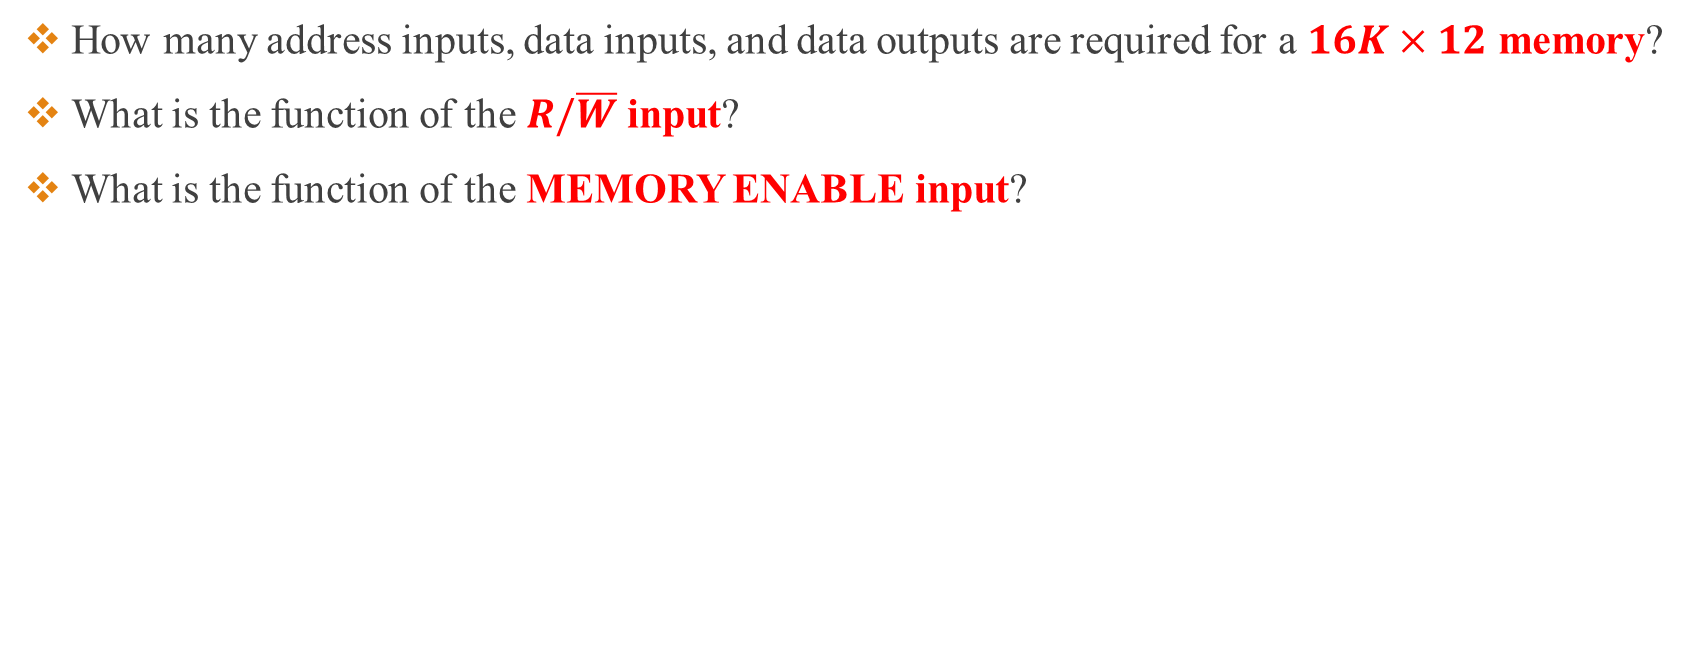 ❖ How many address inputs, data inputs, and data outputs are required for a 16K × 12 memory?
❖ What is the function of the R/W̅ input?
❖ What is the function of the MEMORY ENABLE input?